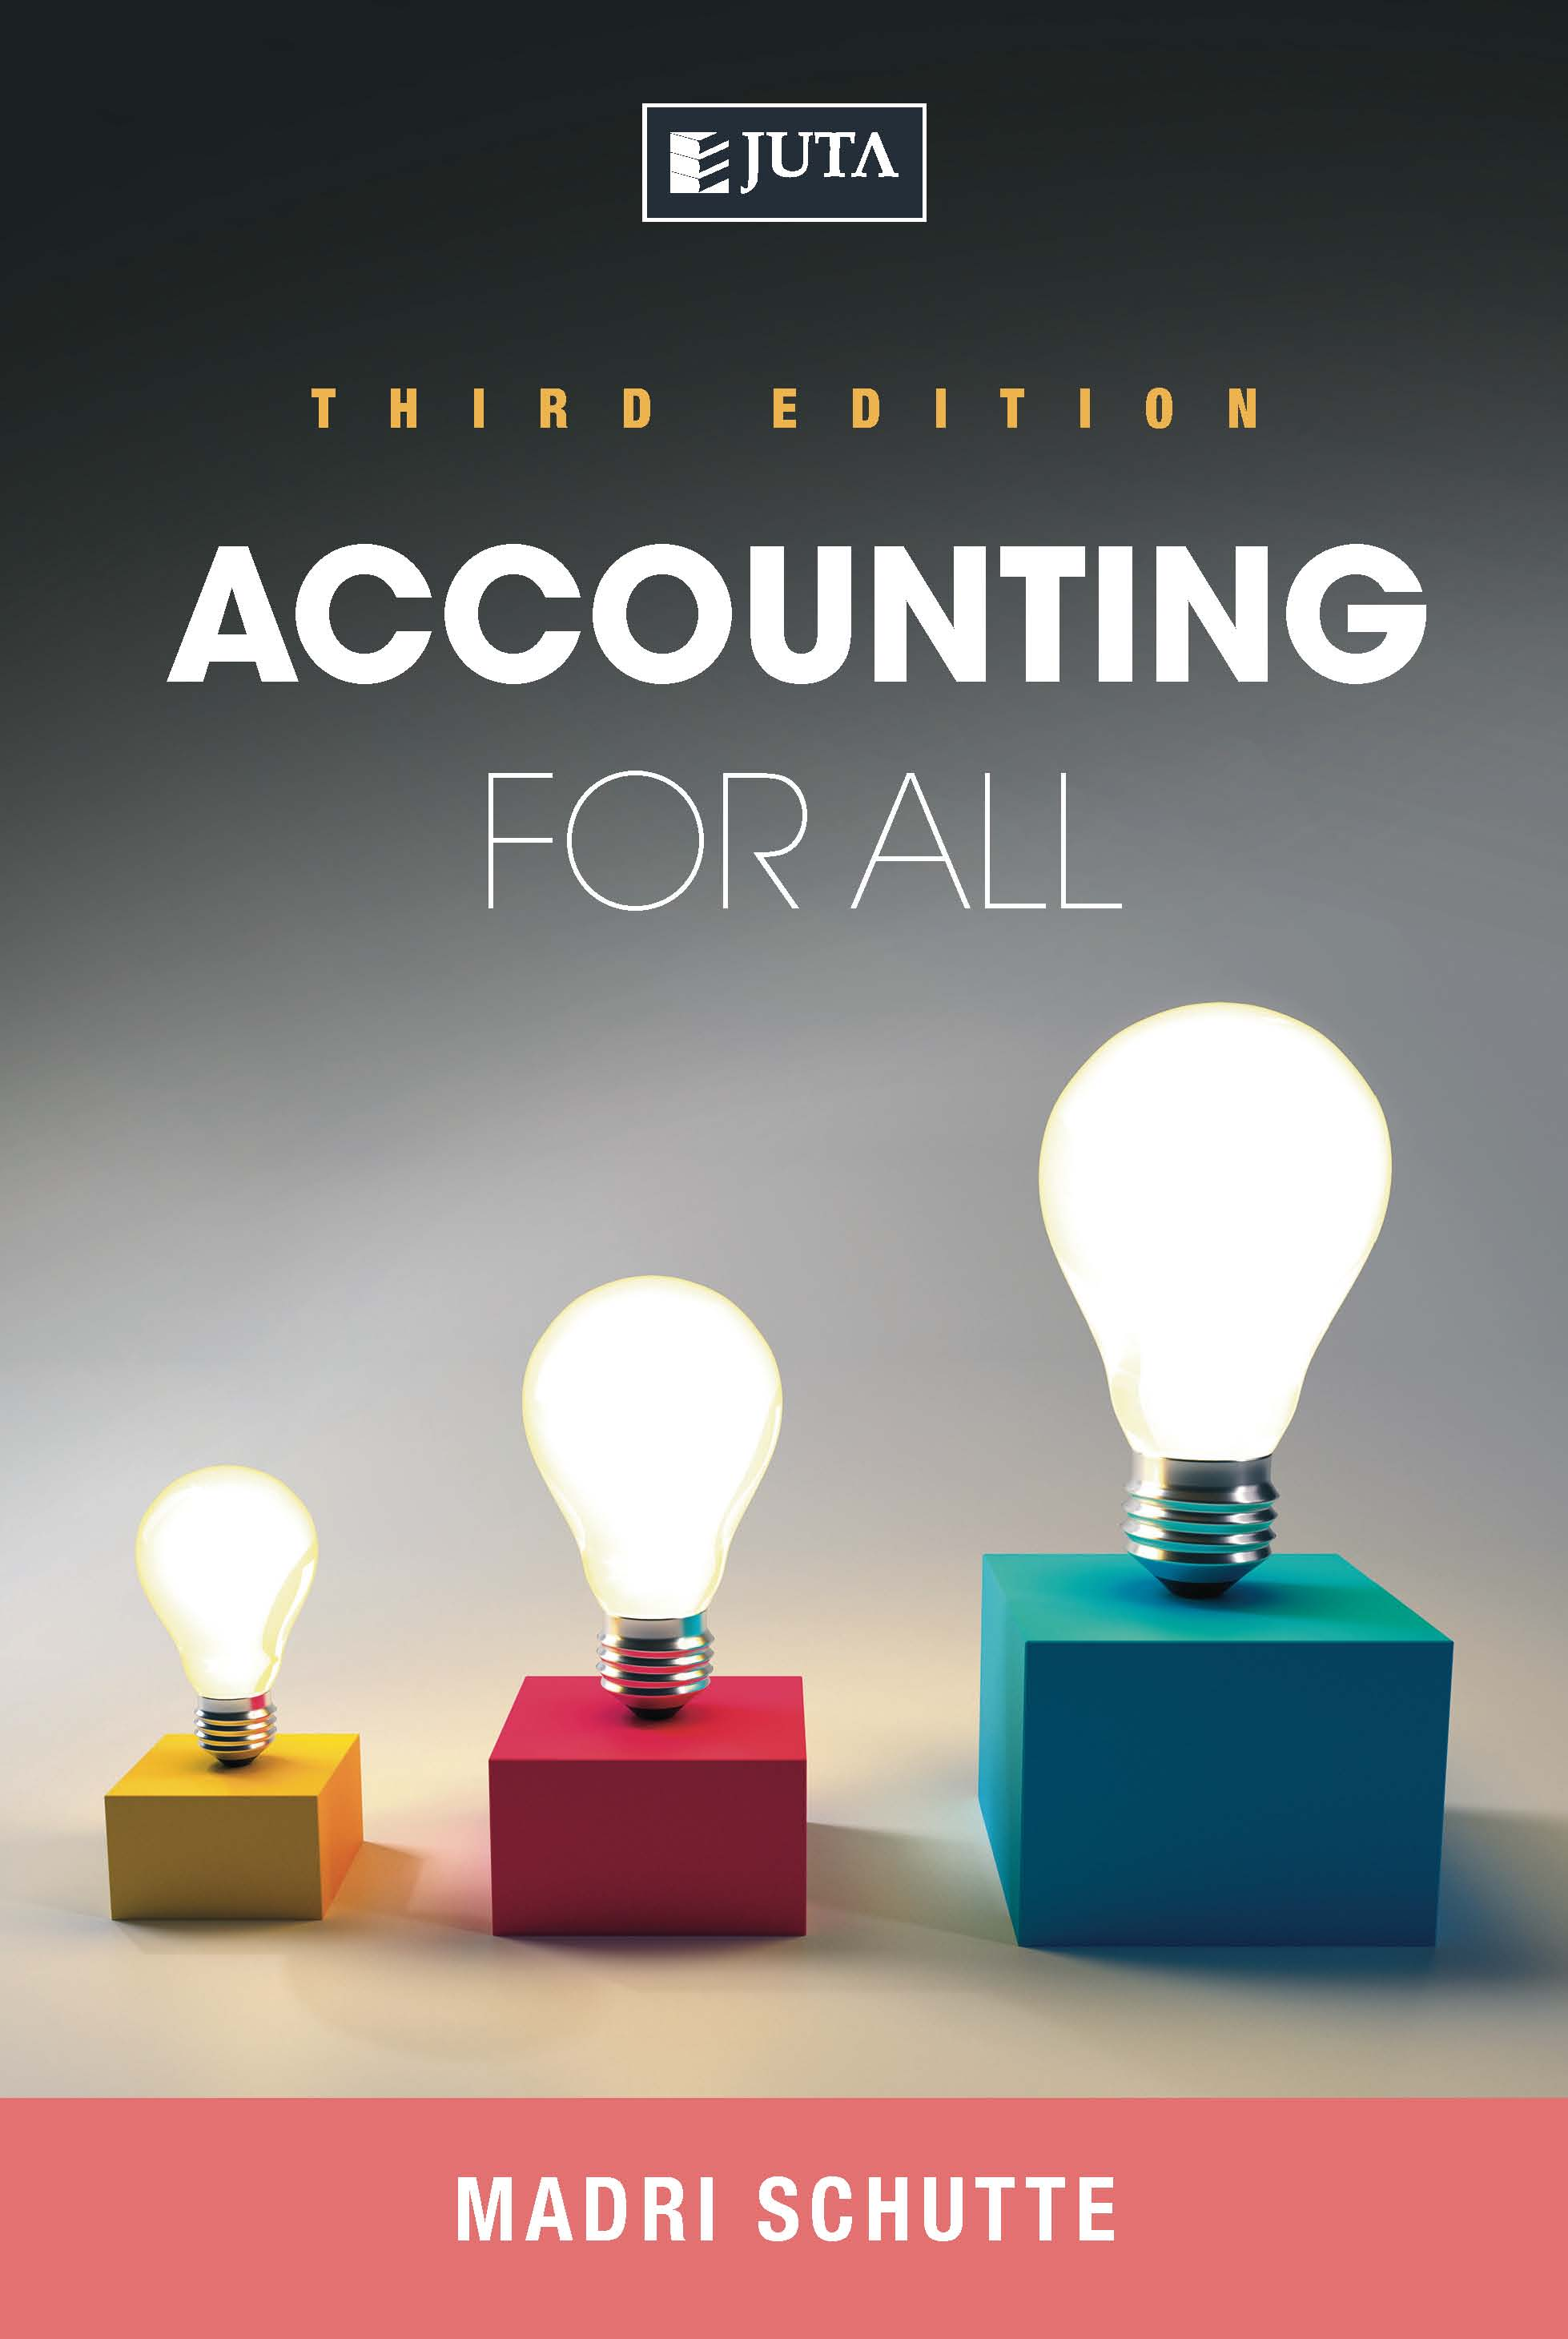 JUTA
THIRD EDITION
ACCOUNTING
FOR ALL
MADRI SCHUTTE